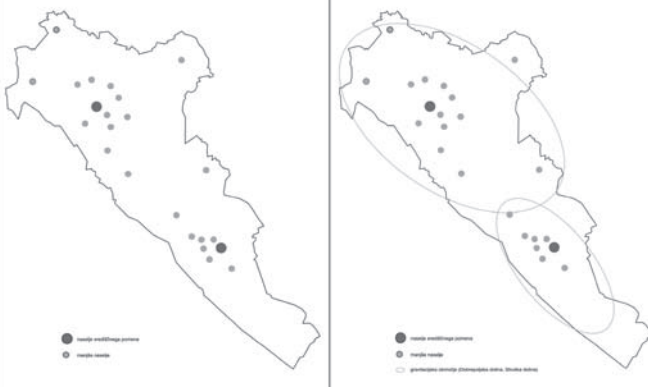 naselje središčnega pomena
manjše naselje
naselje središčnega pomena
manjše naselje
gravitacijsko območje